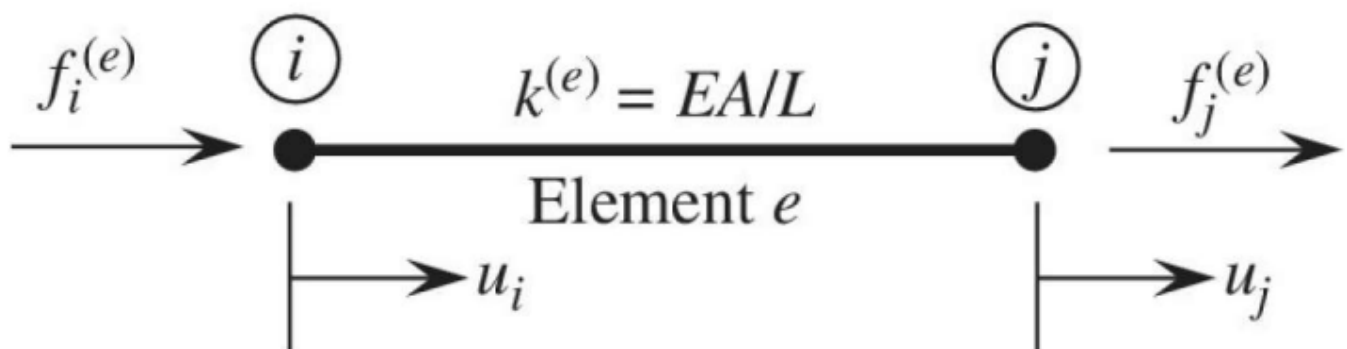 f_i^{(e)}
i
k^{(e)} = EA/L
j
f_j^{(e)}
Element e
u_i
u_j